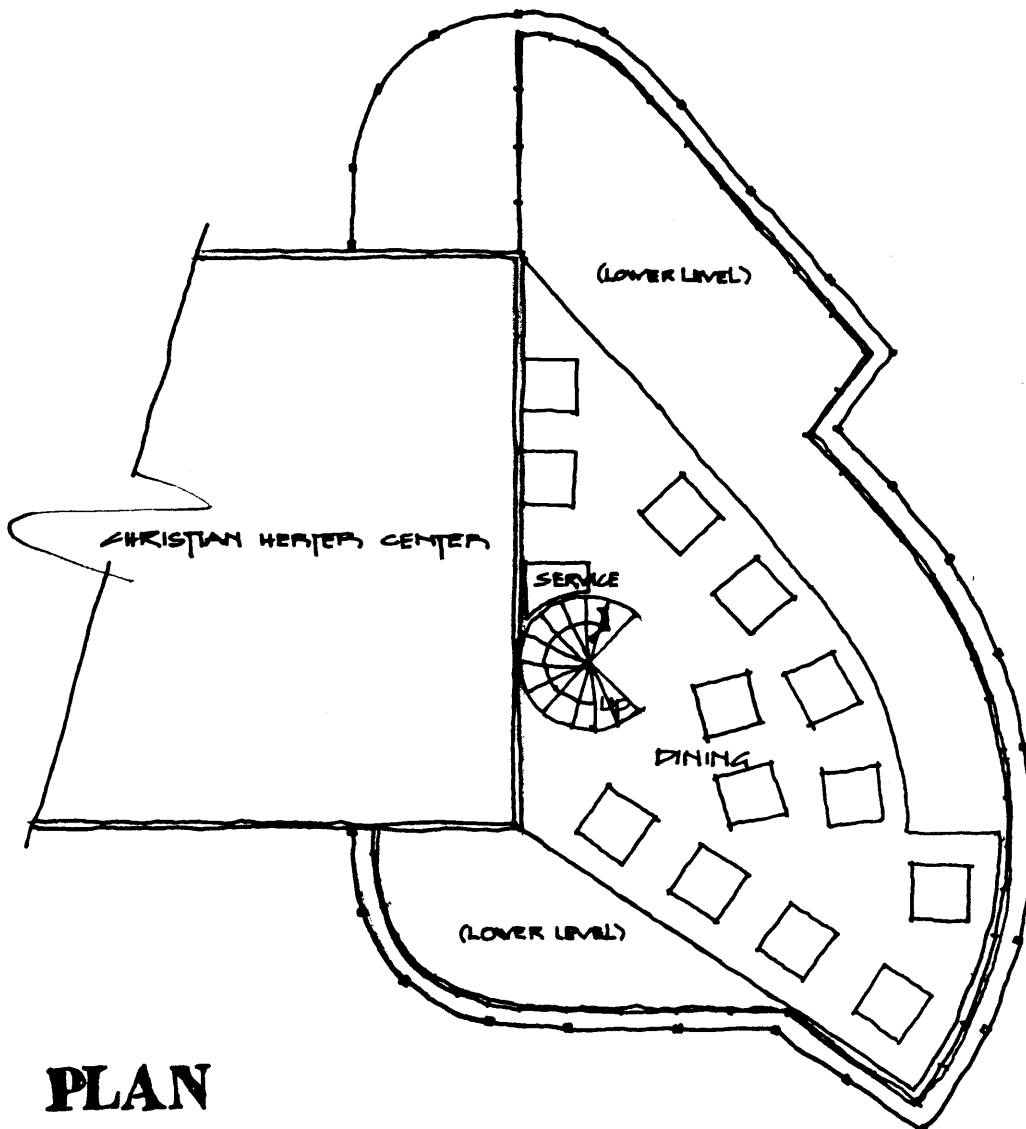 (LOWER LEVEL)
CHRISTIAN HERTER CENTER
SERVICE
UP
DINING
(LOWER LEVEL)
PLAN